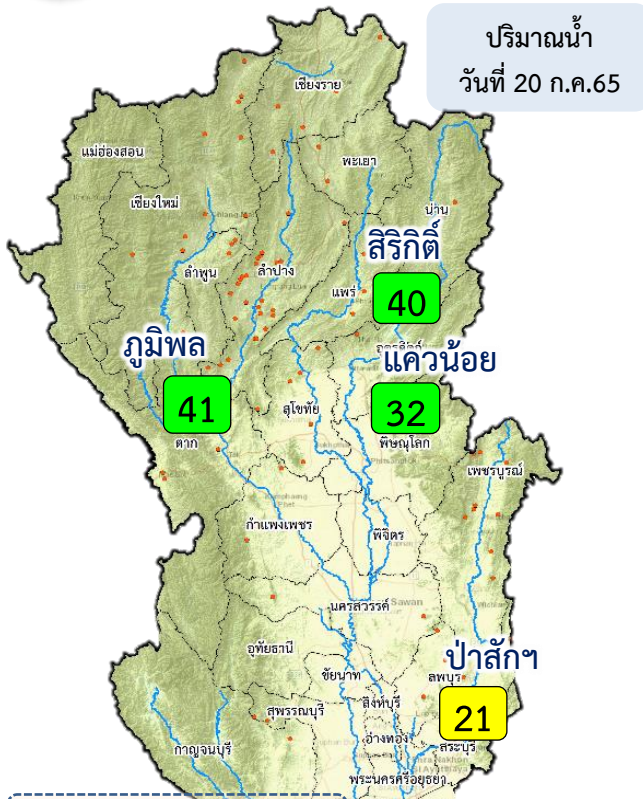 ปริมาณน้ำ
วันที่ 20 ก.ค.65
เชียงราย
แม่ฮ่องสอน
พะเยา
เชียงใหม่
น่าน
สิริกิติ์
ลำพูน
ลำปาง
แพร่
40
ภูมิพล
แควน้อย
41
สุโขทัย
32
ตาก
พิษณุโลก
เพชรบูรณ์
กำแพงเพชร
พิจิตร
นครสวรรค์
Sawan
อุทัยธานี
ชัยนาท
ป่าสักฯ
ลพบุรี
สุพรรณบุรี
สิงห์บุรี
21
อ่างทอง
กาญจนบุรี
สระบุรี
พระนครศรีอยุธยา